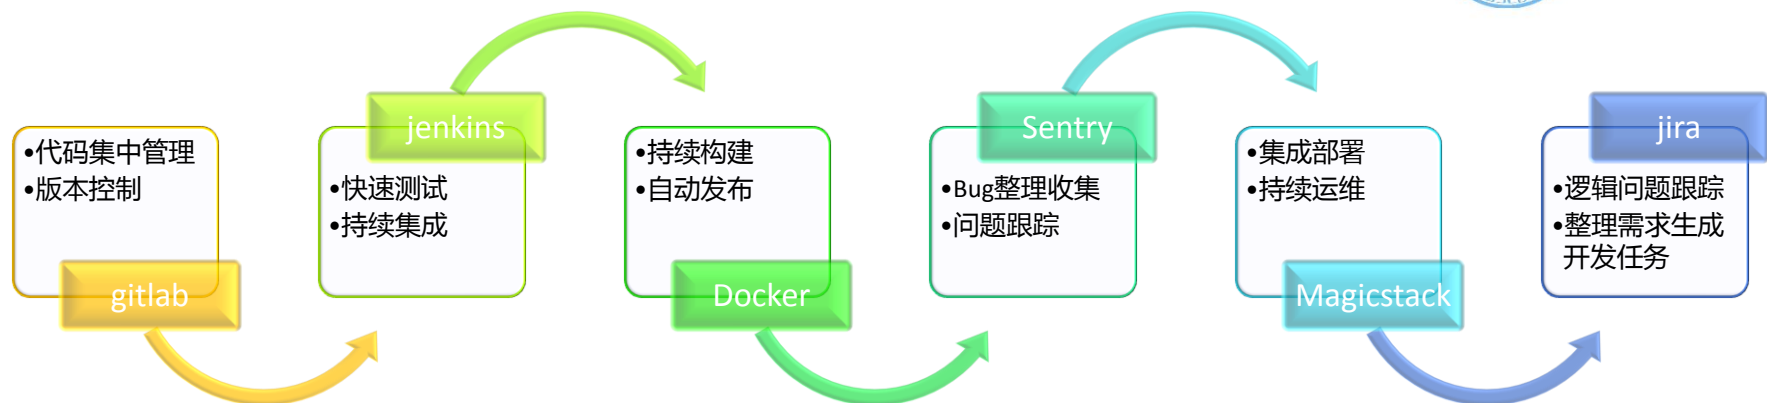 •代码集中管理
•版本控制
gitlab
jenkins
•快速测试
•持续集成
•持续构建
•自动发布
Docker
Sentry
•Bug整理收集
•问题跟踪
•集成部署
•持续运维
Magicstack
jira
•逻辑问题跟踪
•整理需求生成
开发任务